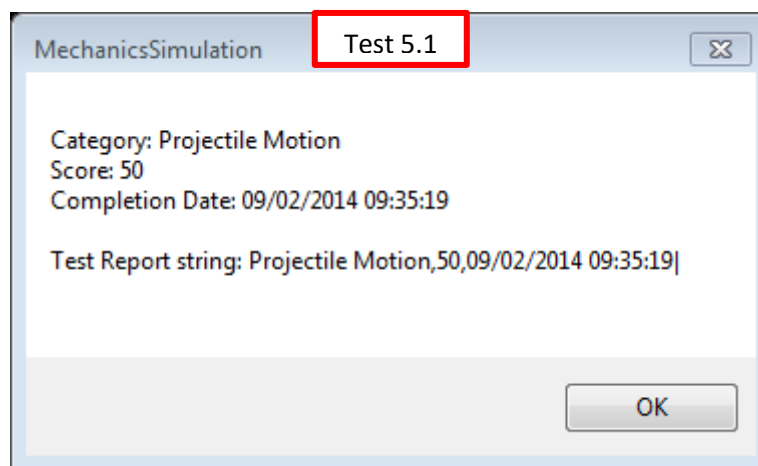 MechanicsSimulation
Test 5.1
Category: Projectile Motion
Score: 50
Completion Date: 09/02/2014 09:35:19
Test Report string: Projectile Motion,50,09/02/2014 09:35:19|
OK